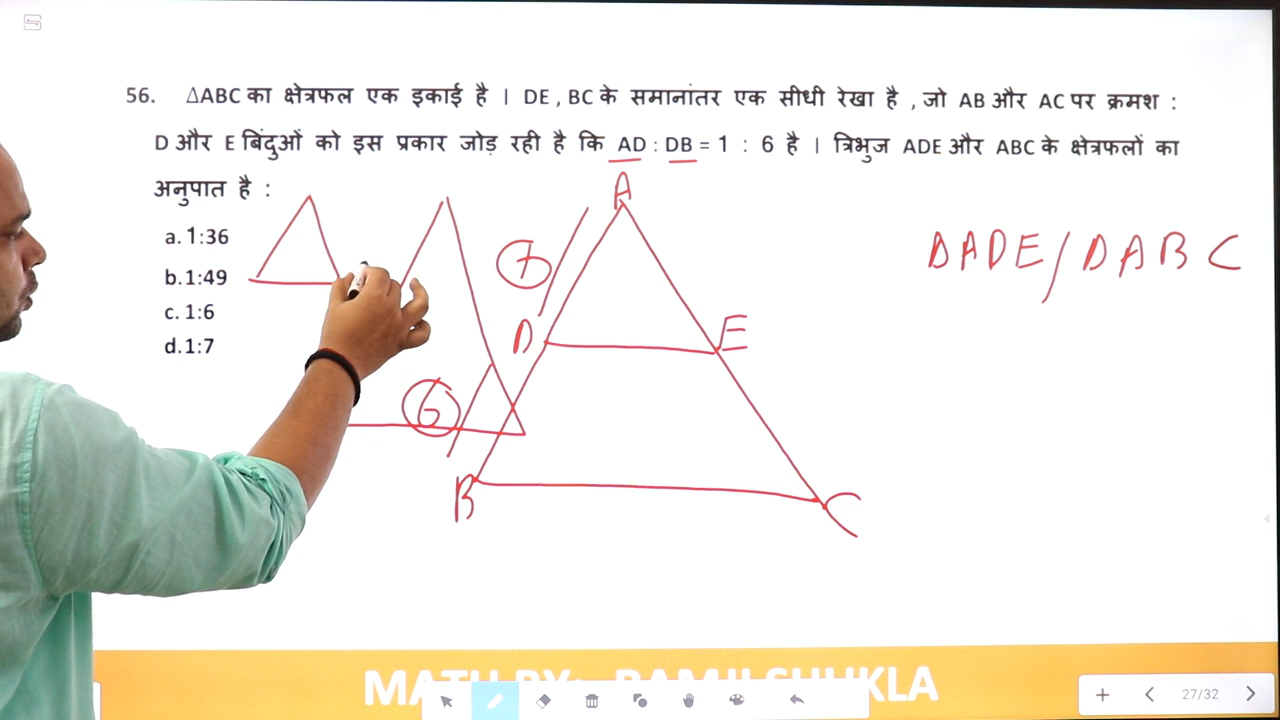 56. ΔABC का क्षेत्रफल एक इकाई है । DE , BC के समानांतर एक सीधी रेखा है , जो AB और AC पर क्रमश :
D और E बिंदुओं को इस प्रकार जोड़ रही है कि AD : DB = 1 : 6 है । त्रिभुज ADE और ABC के क्षेत्रफलों का
अनुपात है :
a. 1:36
b. 1:49
c. 1:6
d. 1:7
A
ΔADE/ΔABC
D
E
6
B
C
MATH BY:
27/32